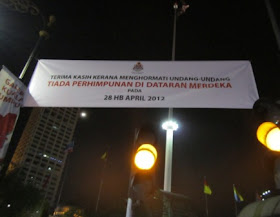 TERIMA KASIH KERANA MENGHORMATI UNDANG-UNDANG
TIADA PERHIMPUNAN DI DATARAN MERDEKA
PADA
28 HB APRIL 2012